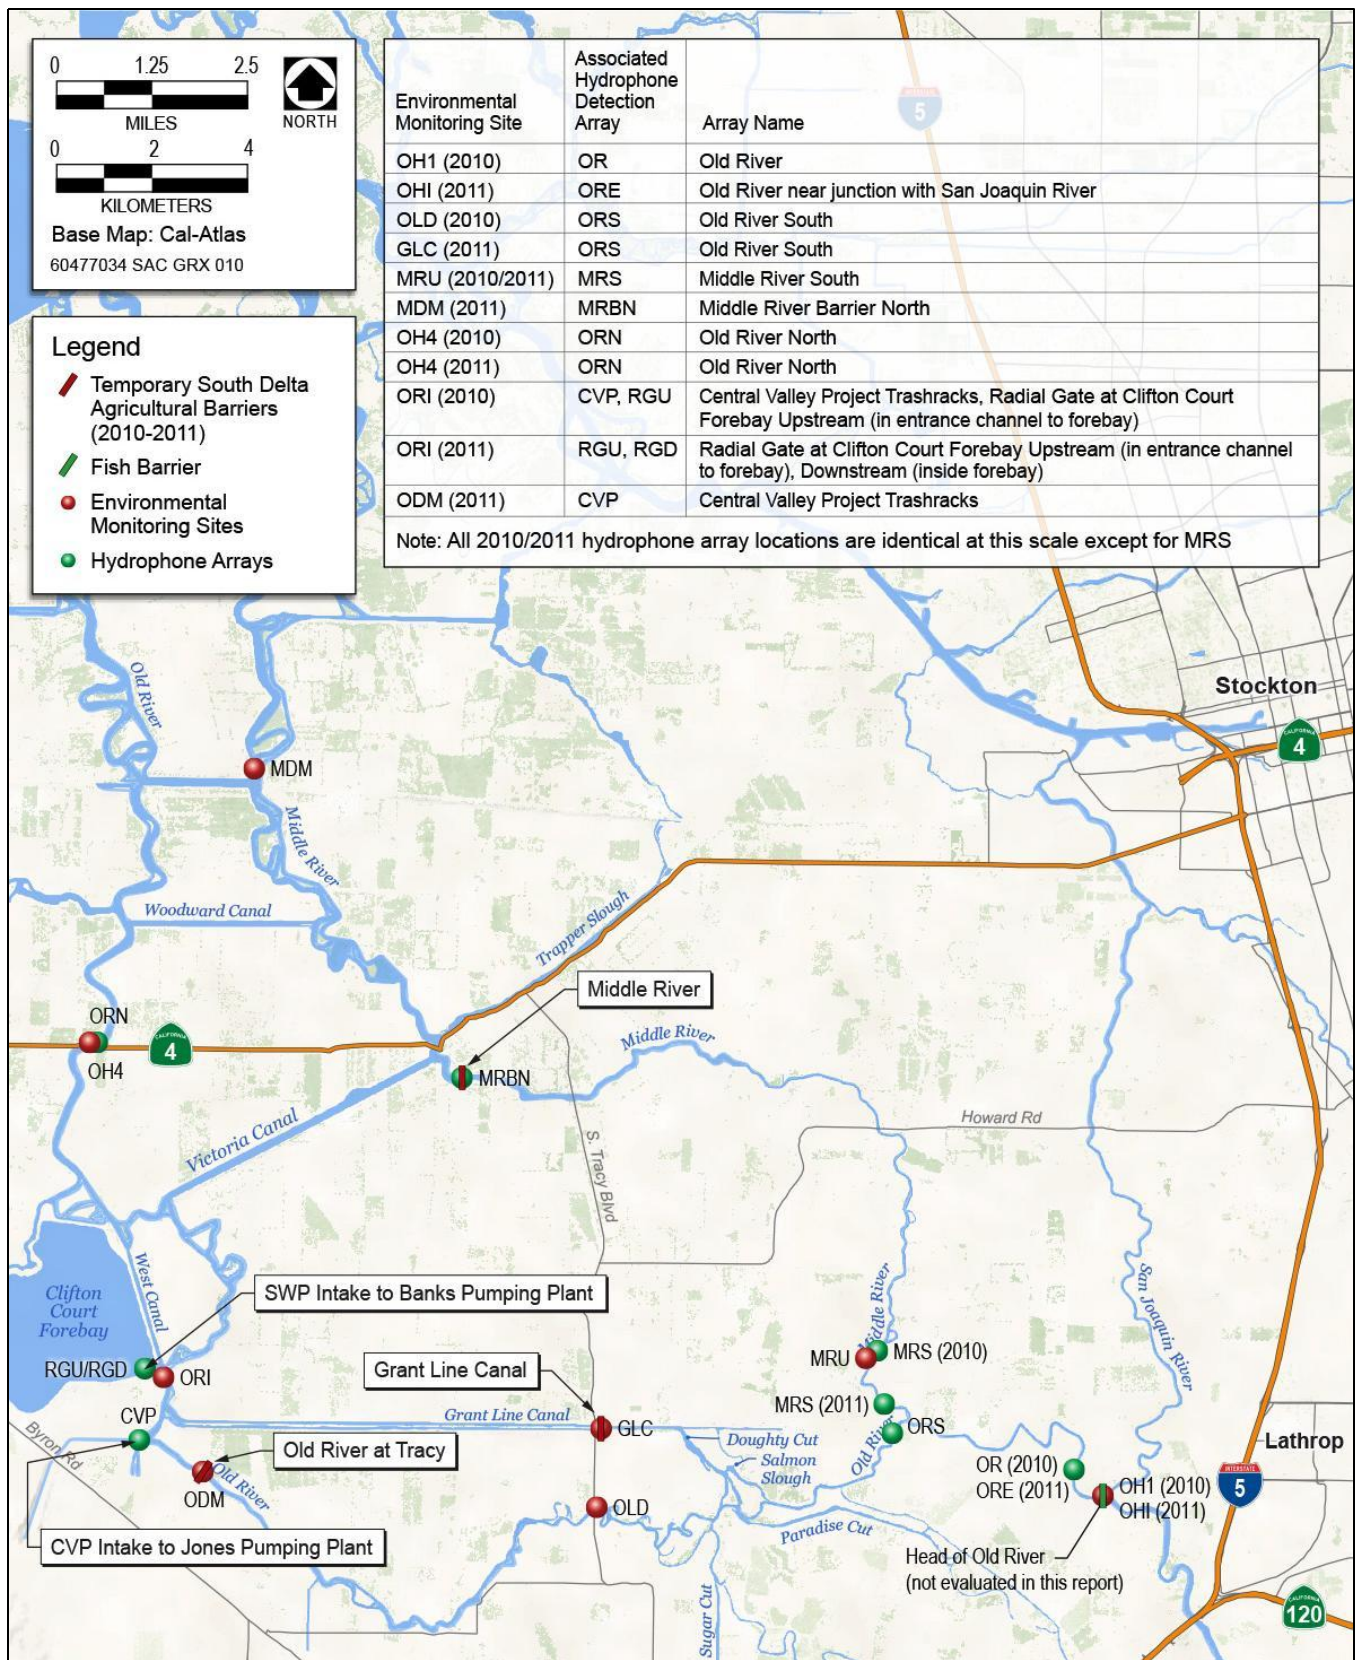 0 1.25 2.5
MILES
0 2 4
KILOMETERS
NORTH
Base Map: Cal-Atlas
60477034 SAC GRX 010
Legend
Temporary South Delta
Agricultural Barriers
(2010-2011)
Fish Barrier
Environmental
Monitoring Sites
Hydrophone Arrays
Environmental Monitoring Site | Associated Hydrophone Detection Array | Array Name
OH1 (2010) OR Old River
OHI (2011) ORE Old River near junction with San Joaquin River
OLD (2010) ORS Old River South
GLC (2011) ORS Old River South
MRU (2010/2011) MRS Middle River South
MDM (2011) MRBN Middle River Barrier North
OH4 (2010) ORN Old River North
OH4 (2011) ORN Old River North
ORI (2010) CVP, RGU Central Valley Project Trashracks, Radial Gate at Clifton Court
Forebay Upstream (in entrance channel to forebay)
ORI (2011) RGU, RGD Radial Gate at Clifton Court Forebay Upstream (in entrance channel
to forebay), Downstream (inside forebay)
ODM (2011) CVP Central Valley Project Trashracks
Note: All 2010/2011 hydrophone array locations are identical at this scale except for MRS
INTERSTATE
5
Old River
Stockton
CALIFORNIA
4
MDM
Middle River
Woodward Canal
Trapper Slough
Middle River
ORN
CALIFORNIA
4
OH4
Middle River
MRBN
Howard Rd
Victoria Canal
S. Tracy Blvd
West Canal
Clifton
Court
Forebay
SWP Intake to Banks Pumping Plant
San Joaquin River
Middle River
MRU
MRS (2010)
RGU/RGD
ORI
Grant Line Canal
MRS (2011)
CVP
Grant Line Canal
GLC
ORS
Byron Rd
Old River at Tracy
Doughty Cut
Old River
Lathrop
Salmon
Slough
OR (2010)
ORE (2011)
INTERSTATE
5
Old River
ODM
OH1 (2010)
OHI (2011)
OLD
Paradise Cut
CVP Intake to Jones Pumping Plant
Head of Old River
(not evaluated in this report)
Sugar Cut
CALIFORNIA
120